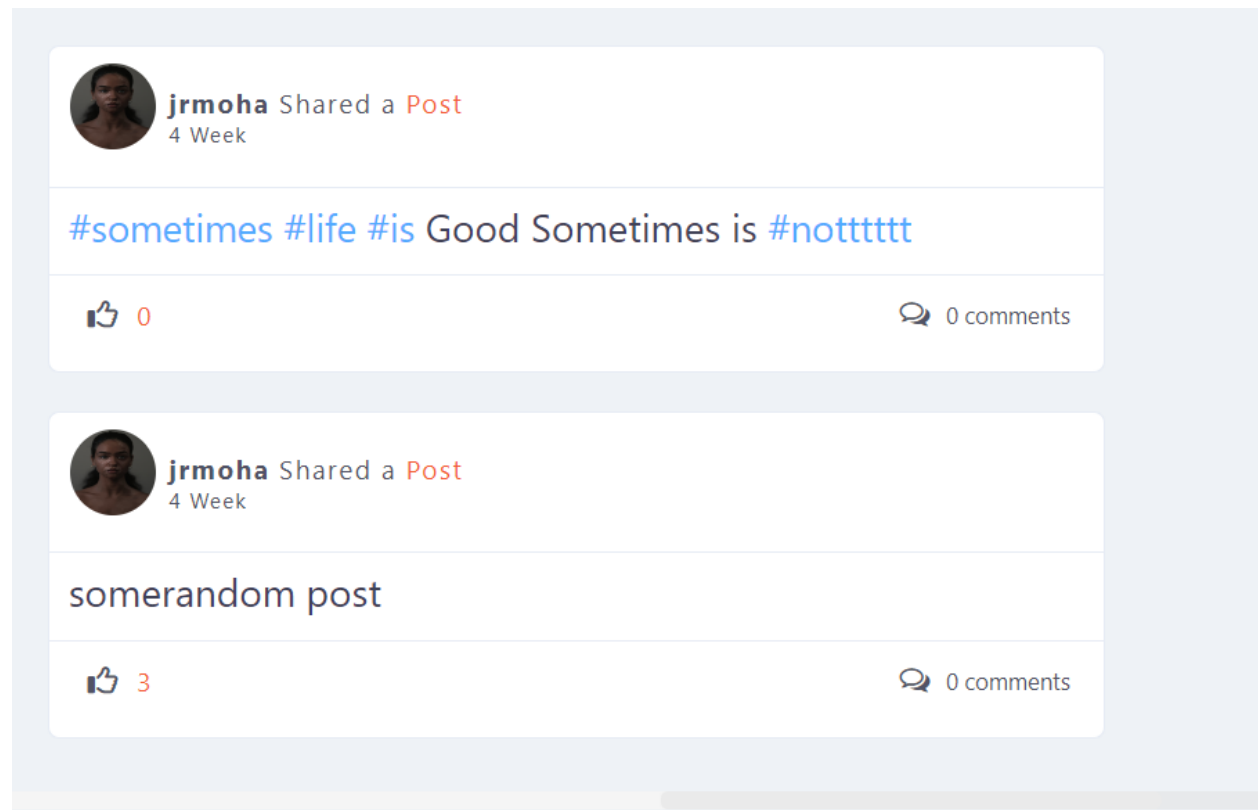 jrmoha Shared a Post
4 Week
#sometimes #life #is Good Sometimes is #notttttt
0
0 comments
jrmoha Shared a Post
4 Week
somerandom post
3
0 comments